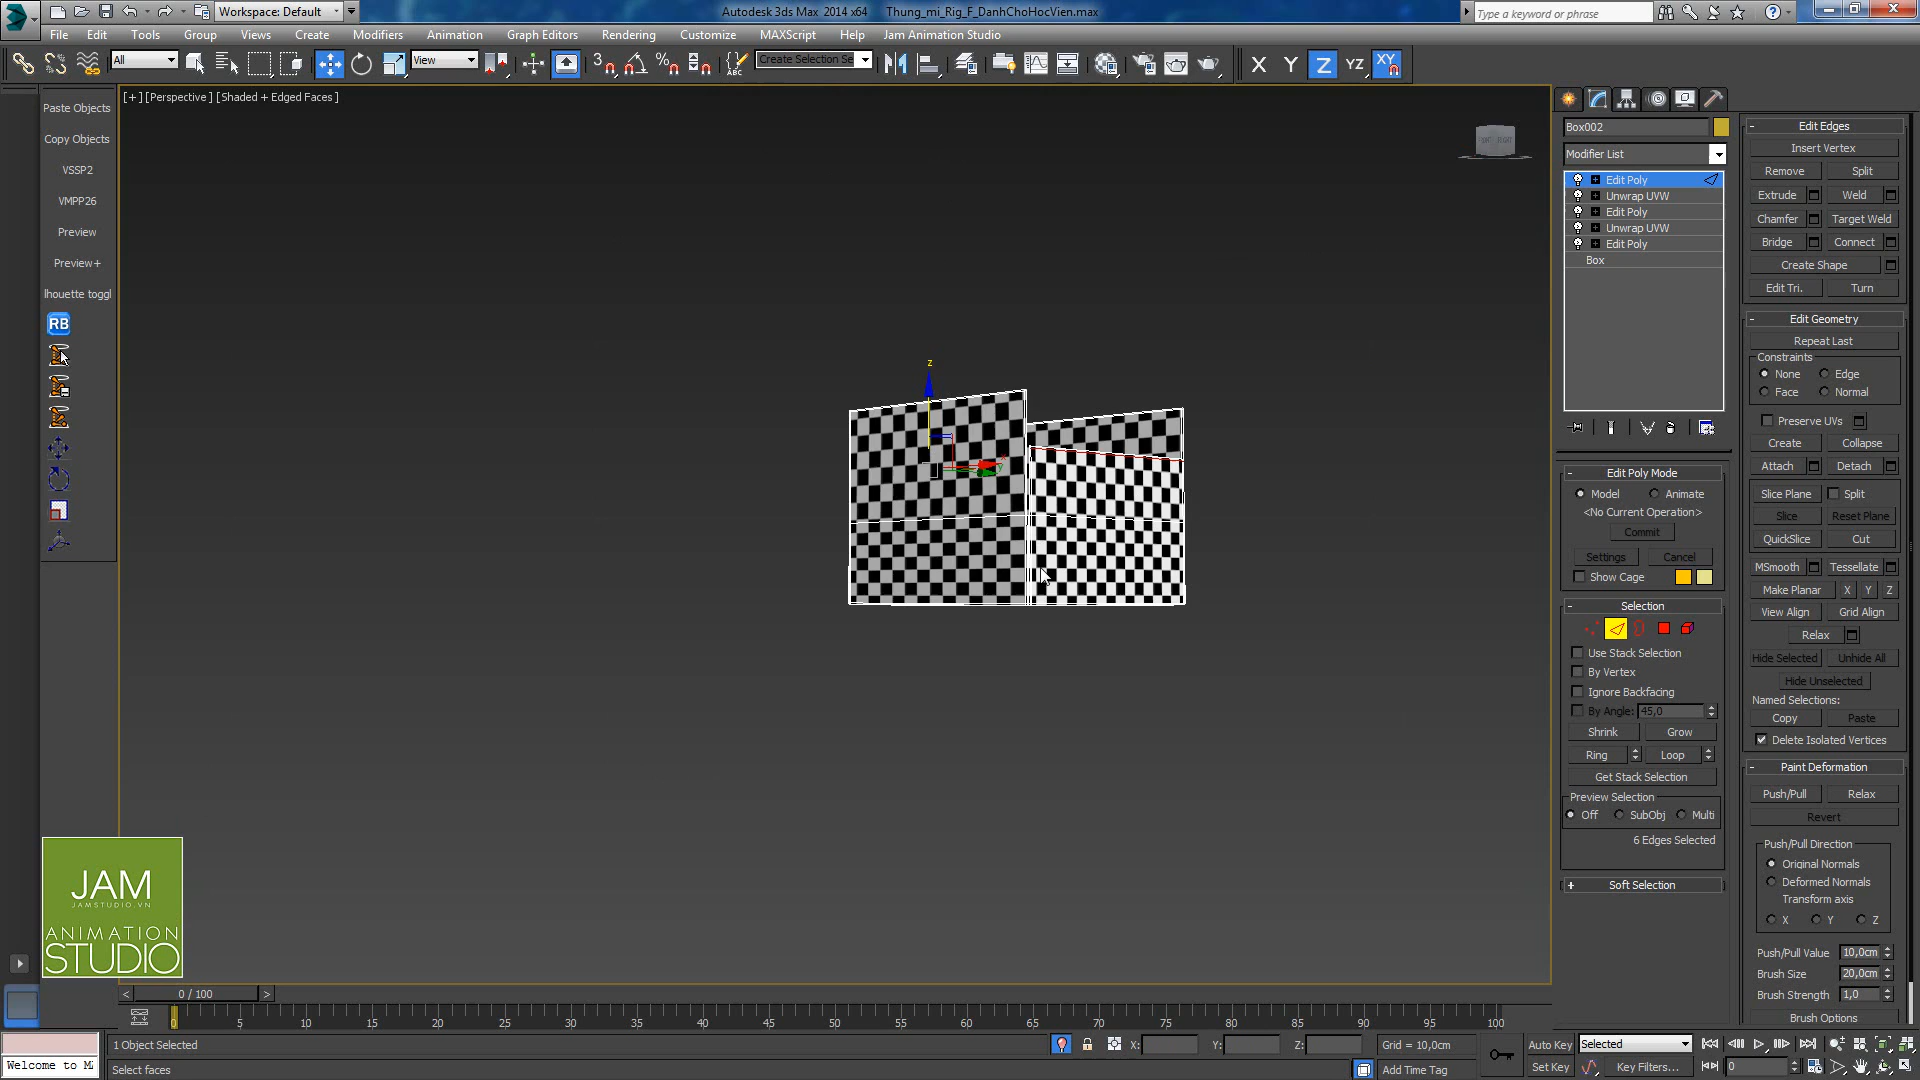 Workspace: Default
Autodesk 3ds Max 2014 x64
Thung_mi_Rig_F_DanhChoHocVien.max
Type a keyword or phrase
File
Edit
Tools
Group
Views
Create
Modifiers
Animation
Graph Editors
Rendering
Customize
MAXScript
Help
Jam Animation Studio
All
View
3
Create Selection Se
X
Y
Z
YZ
XY
Paste Objects
Copy Objects
VSSP2
VMPP26
Preview
Preview+
lhouette toggl
RB
[+] [Perspective ] [Shaded + Edged Faces ]
z
x
y
JAM
JAMSTUDIO.VN
ANIMATION
STUDIO
Box002
Modifier List
Edit Poly
Unwrap UVW
Edit Poly
Unwrap UVW
Edit Poly
Box
Edit Poly Mode
Model
Animate
<No Current Operation>
Commit
Settings
Cancel
Show Cage
Selection
Use Stack Selection
By Vertex
Ignore Backfacing
By Angle:
45,0
Shrink
Grow
Ring
Loop
Get Stack Selection
Preview Selection
Off
SubObj
Multi
6 Edges Selected
Soft Selection
Edit Edges
Insert Vertex
Remove
Split
Extrude
Weld
Chamfer
Target Weld
Bridge
Connect
Create Shape
Edit Tri.
Turn
Edit Geometry
Repeat Last
Constraints
None
Edge
Face
Normal
Preserve UVs
Create
Collapse
Attach
Detach
Slice Plane
Split
Slice
Reset Plane
QuickSlice
Cut
MSmooth
Tessellate
Make Planar
X
Y
Z
View Align
Grid Align
Relax
Hide Selected
Unhide All
Hide Unselected
Named Selections:
Copy
Paste
Delete Isolated Vertices
Paint Deformation
Push/Pull
Relax
Revert
Push/Pull Direction
Original Normals
Deformed Normals
Transform axis
X
Y
Z
Push/Pull Value
10,0cm
Brush Size
20,0cm
Brush Strength
1,0
Brush Options
0 / 100
0
5
10
15
20
25
30
35
40
45
50
55
60
65
70
75
80
85
90
95
100
1 Object Selected
X:
Y:
Z:
Grid = 10,0cm
Auto Key
Selected
Welcome to M
Select faces
Add Time Tag
Set Key
Key Filters...
0